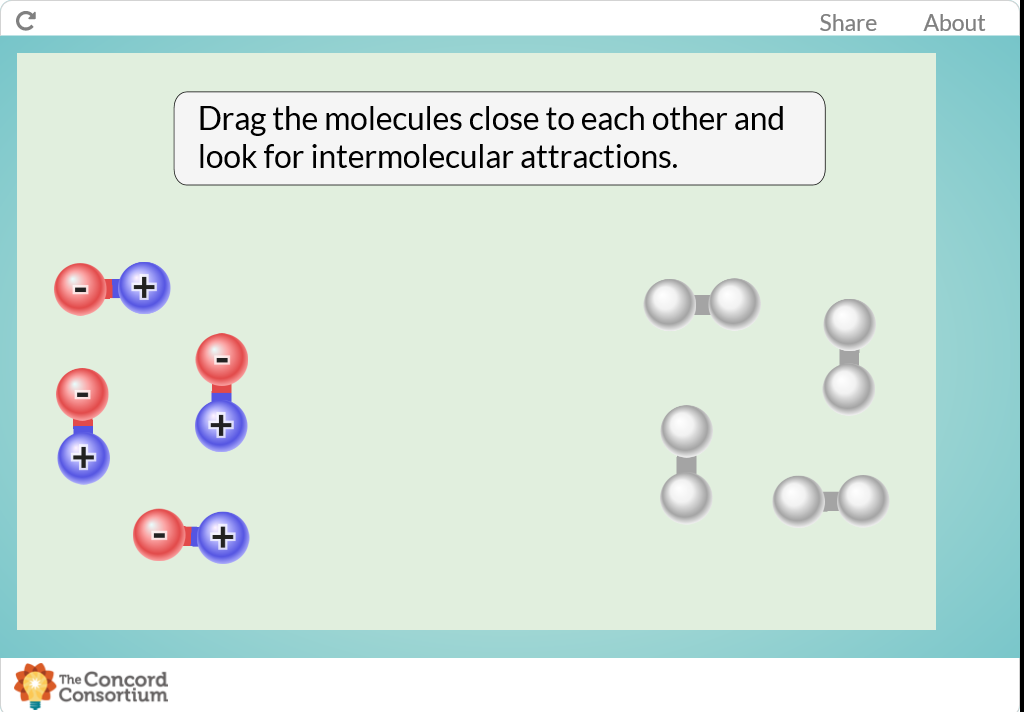 Share About
Drag the molecules close to each other and
look for intermolecular attractions.
- +
-
-
+
+
- +
The Concord
Consortium